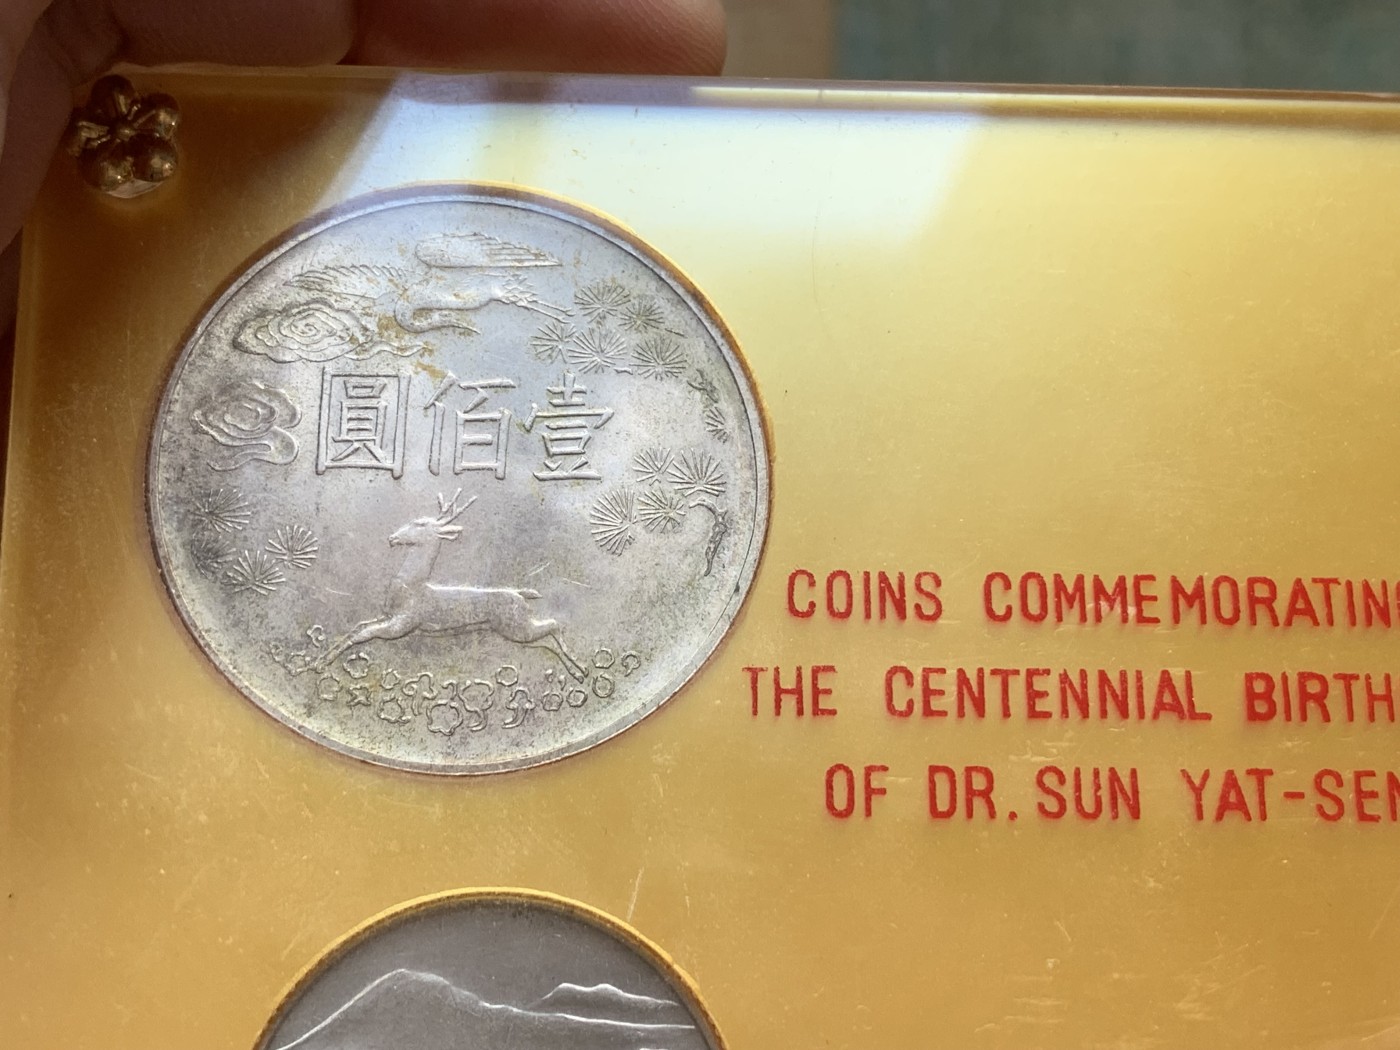 壹佰圓
COINS COMMEMORATIN
THE CENTENNIAL BIRTH
OF DR. SUN YAT-SEN